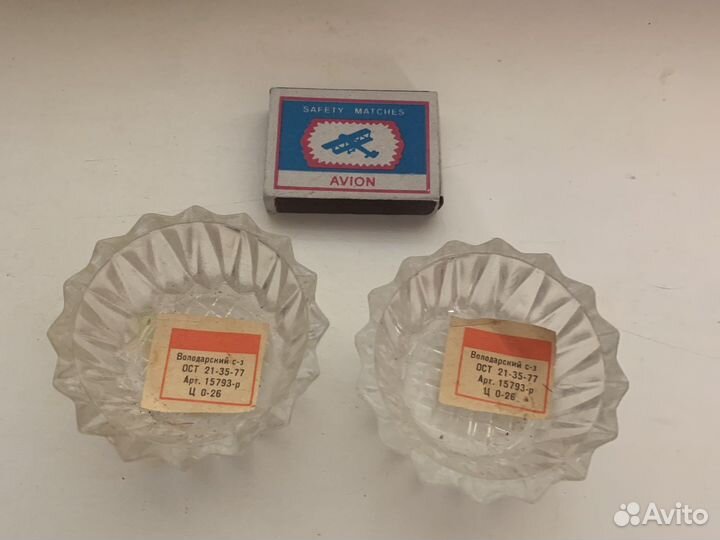 SAFETY MATCHES
AVION
Володарский с-з
ОСТ 21-35-77
Арт. 15793-р
Ц 0-26
Володарский с-з
ОСТ 21-35-77
Арт. 15793-р
Ц 0-26
Avito